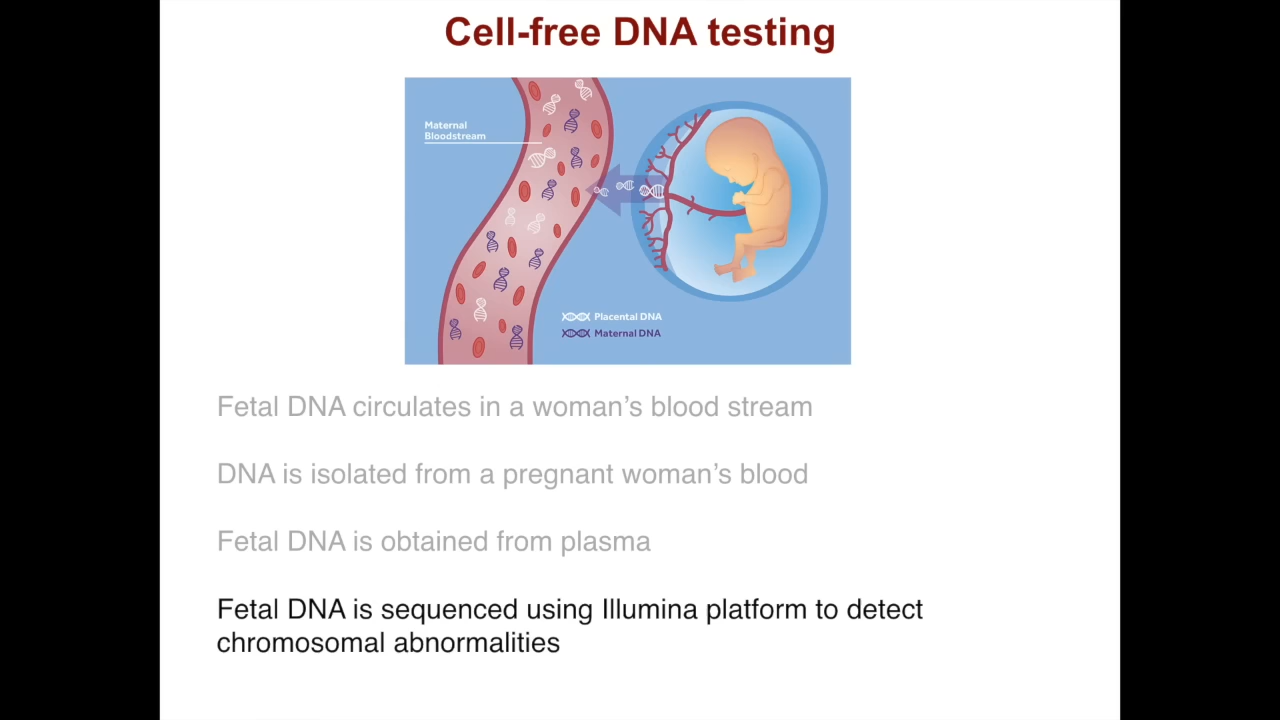 Cell-free DNA testing
Maternal
Bloodstream
Placental DNA
Maternal DNA
Fetal DNA circulates in a woman’s blood stream
DNA is isolated from a pregnant woman’s blood
Fetal DNA is obtained from plasma
Fetal DNA is sequenced using Illumina platform to detect
chromosomal abnormalities